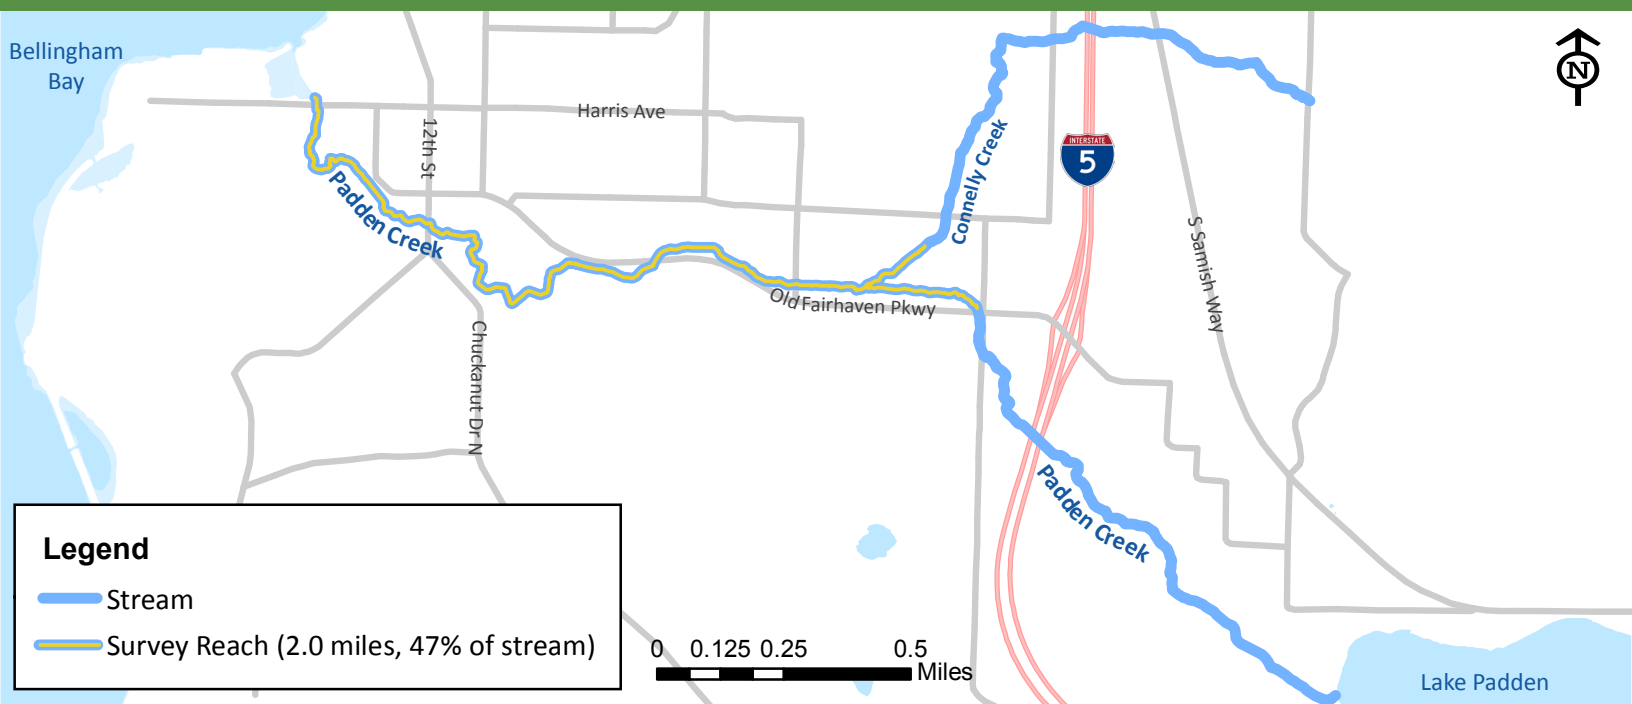 Bellingham
Bay
N
Harris Ave
12th St
INTERSTATE
5
Connelly Creek
Padden Creek
S Samish Way
Old Fairhaven Pkwy
Chuckanut Dr N
Padden Creek
Legend
Stream
Survey Reach (2.0 miles, 47% of stream)
0 0.125 0.25 0.5
Miles
Lake Padden